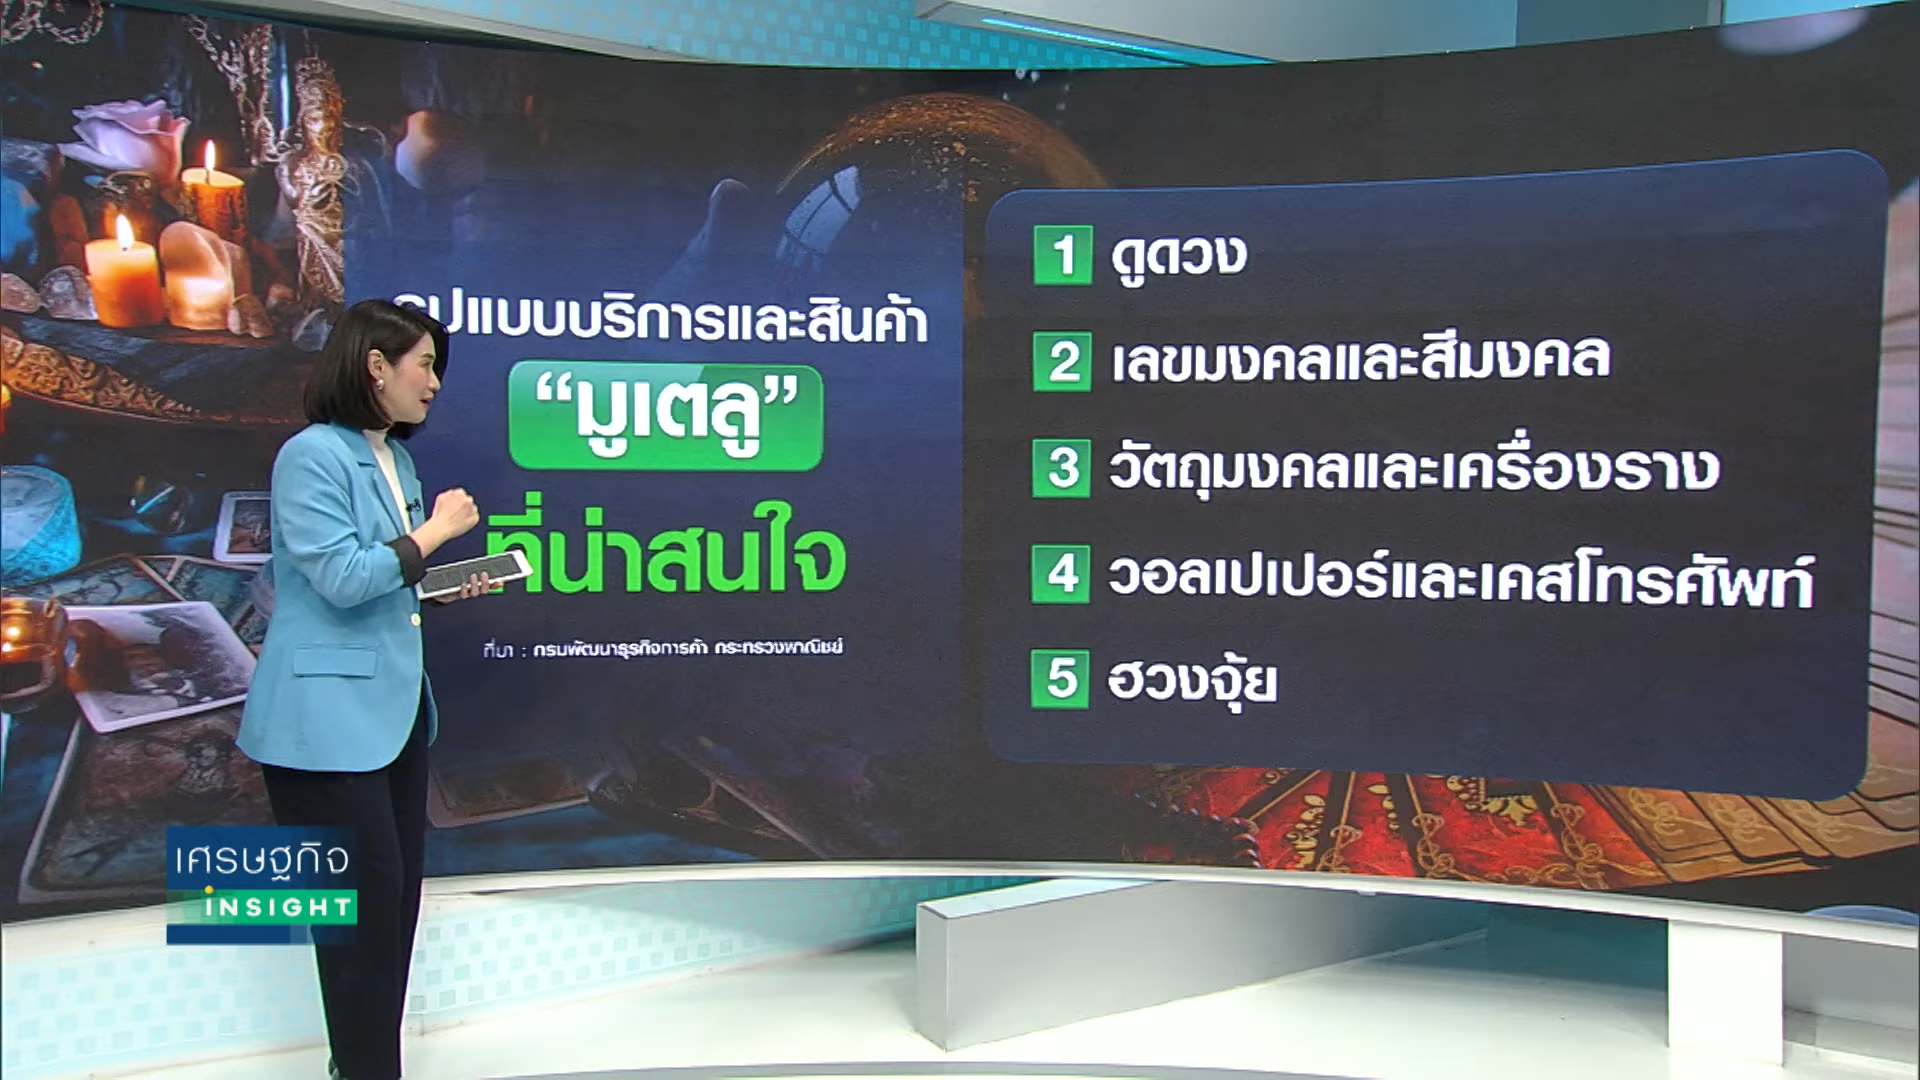 รูปแบบบริการและสินค้า
“มูเตลู”
ที่น่าสนใจ
ที่มา : กรมพัฒนาธุรกิจการค้า กระทรวงพาณิชย์
1 ดูดวง
2 เลขมงคลและสีมงคล
3 วัตถุมงคลและเครื่องราง
4 วอลเปเปอร์และเคสโทรศัพท์
5 ฮวงจุ้ย
เศรษฐกิจ
INSIGHT